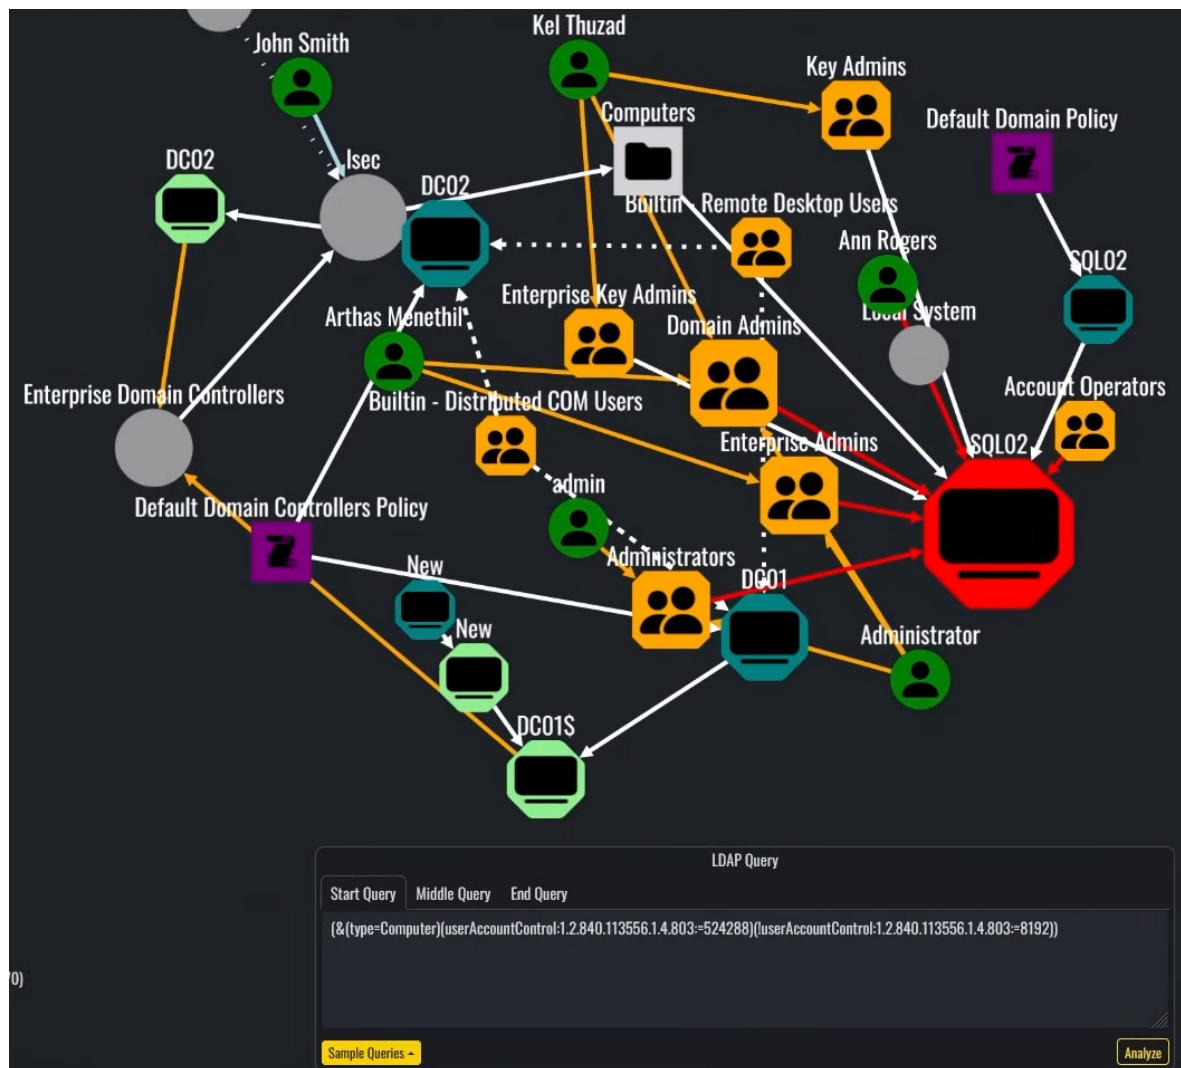 Kel Thuzad
John Smith
Key Admins
Computers
Default Domain Policy
DC02
Isec
DC02
Builtin - Remote Desktop Users
Ann Rogers
SQL02
Enterprise Key Admins
Local System
Arthas Menethil
Domain Admins
Enterprise Domain Controllers
Account Operators
Builtin - Distributed COM Users
Enterprise Admins
SQL02
admin
Default Domain Controllers Policy
Administrators
New
DC01
New
Administrator
DC01$
LDAP Query
Start Query Middle Query End Query
(&(type=Computer)(userAccountControl:1.2.840.113556.1.4.803:=524288)(!userAccountControl:1.2.840.113556.1.4.803:=8192))
Sample Queries
Analyze